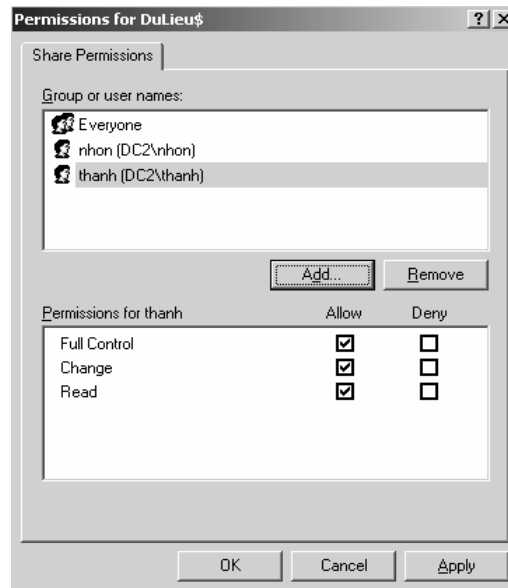 Permissions for DuLieu$
Share Permissions
Group or user names:
Everyone
nhon (DC2\nhon)
thanh (DC2\thanh)
Add... Remove
Permissions for thanh Allow Deny
Full Control
Change
Read
OK Cancel Apply